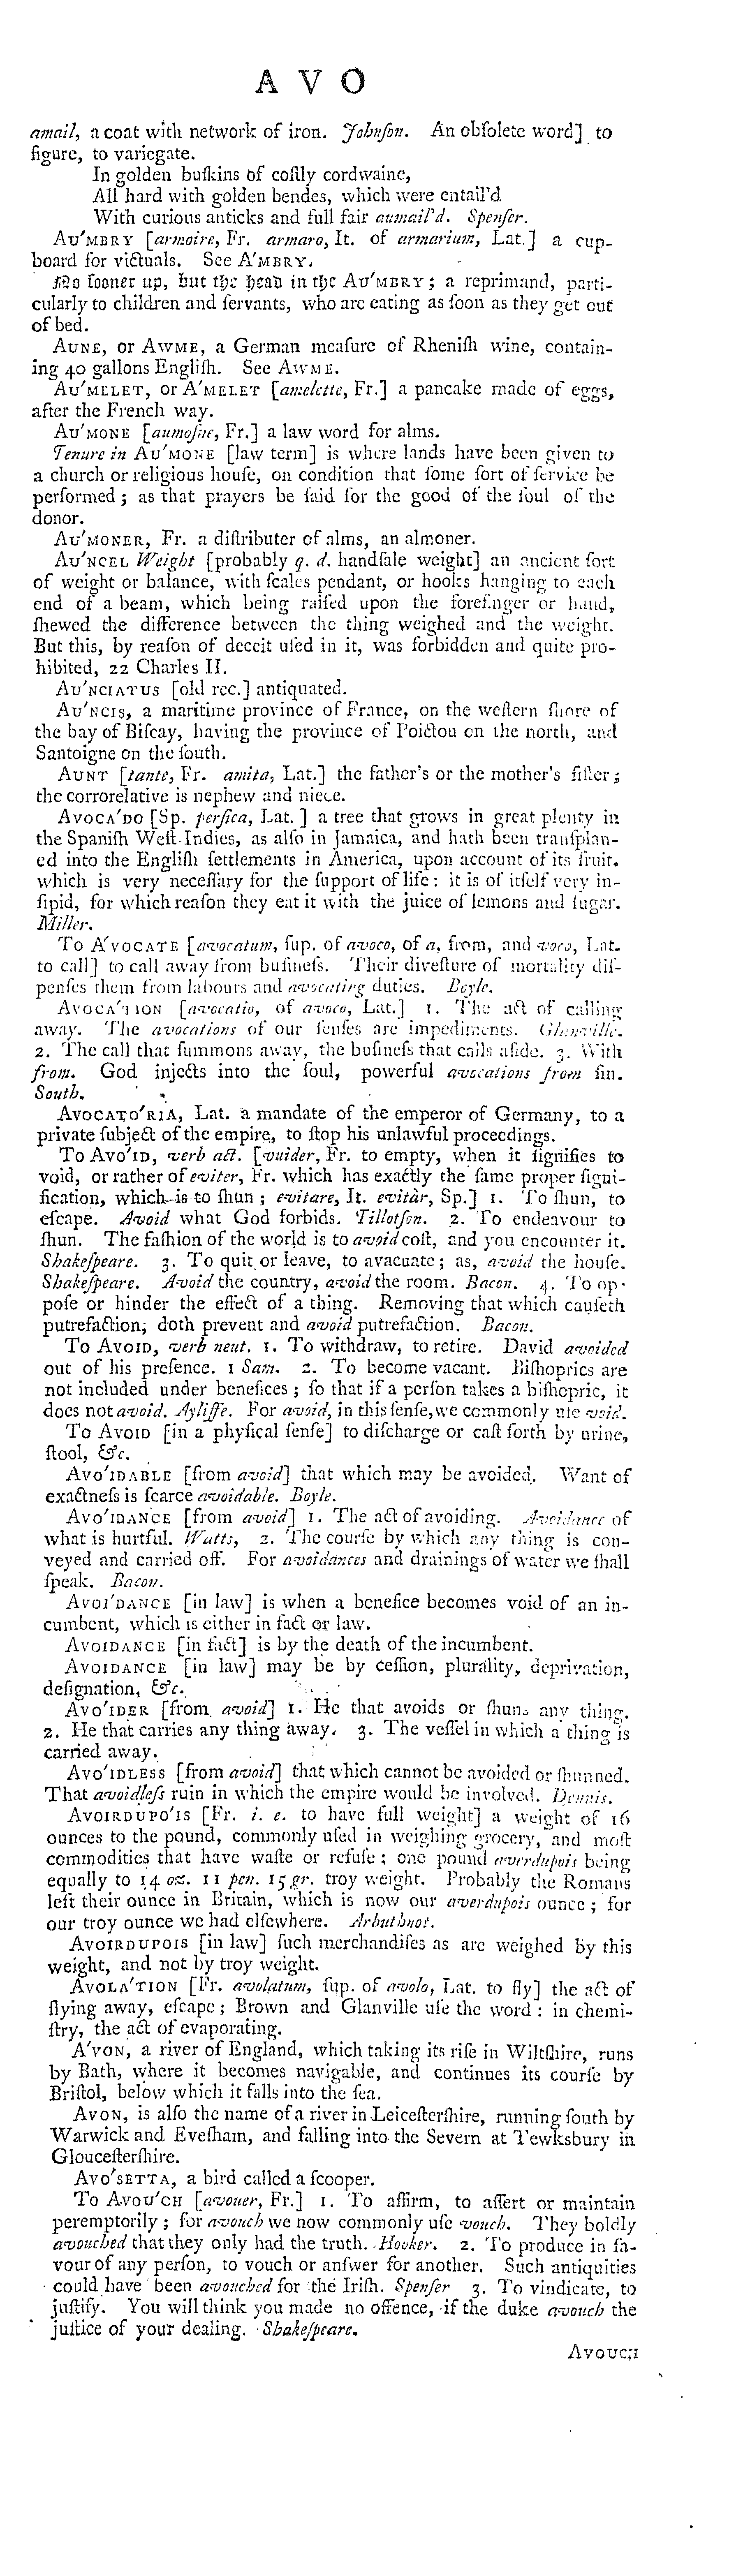 A V O
amail, a coat with network of iron. Johnſon. An obſolete word] to
figure, to variegate.
In golden buſkins of coſtly cordwaine,
All hard with golden bendes, which were entail'd
With curious anticks and full fair aumail'd. Spenſer.
AU'MBRY [armoire, Fr. armaro, It. of armarium, Lat.] a cup-
board for victuals. See A'MBRY.
No ſooner up, but the head in the AU'MBRY; a reprimand, parti-
cularly to children and ſervants, who are eating as ſoon as they get out
of bed.
AUNE, or AWME, a German meaſure of Rheniſh wine, contain-
ing 40 gallons Engliſh. See AWME.
AU'MELET, or A'MELET [amelette, Fr.] a pancake made of eggs,
after the French way.
AU'MONE [aumoſne, Fr.] a law word for alms.
Tenure in AU'MONE [law term] is where lands have been given to
a church or religious houſe, on condition that ſome ſort of ſervice be
performed; as that prayers be ſaid for the good of the ſoul of the
donor.
AU'MONER, Fr. a diſtributer of alms, an almoner.
AU'NCEL Weight [probably q. d. handſale weight] an ancient ſort
of weight or balance, with ſcales pendant, or hooks hanging to each
end of a beam, which being raiſed upon the forefinger or hand,
ſhewed the difference between the thing weighed and the weight.
But this, by reaſon of deceit uſed in it, was forbidden and quite pro-
hibited, 22 Charles II.
AU'NCIATUS [old rec.] antiquated.
AU'NCIS, a maritime province of France, on the weſtern ſhore of
the bay of Biſcay, having the province of Poictou on the north, and
Santoigne on the ſouth.
AUNT [tante, Fr. amita, Lat.] the father's or the mother's ſiſter;
the corrorelative is nephew and niece.
AVOCA'DO [Sp. perſica, Lat.] a tree that grows in great plenty in
the Spaniſh Weſt-Indies, as alſo in Jamaica, and hath been tranſplan-
ed into the Engliſh ſettlements in America, upon account of its fruit.
which is very neceſſary for the ſupport of life: it is of itſelf very in-
ſipid, for which reaſon they eat it with the juice of lemons and ſugar.
Miller.
To A'VOCATE [avocatum, ſup. of avoco, of a, from, and voco, Lat.
to call] to call away from buſineſs. Their diveſture of mortality diſ-
penſes them from labours and avocating duties. Boyle.
AVOCA'TION [avocatio, of avoco, Lat.] 1. The act of calling
away. The avocations of our ſenſes are impediments. Glanville.
2. The call that ſummons away, the buſineſs that calls aſide. 3. With
from. God injects into the ſoul, powerful avocations from ſin.
South.
AVOCATO'RIA, Lat. a mandate of the emperor of Germany, to a
private ſubject of the empire, to ſtop his unlawful proceedings.
To AVO'ID, verb act. [vuider, Fr. to empty, when it ſignifies to
void, or rather of eviter, Fr. which has exactly the ſame proper ſigni-
fication, which is to ſhun; evitare, It. evitàr, Sp.] 1. To ſhun, to
eſcape. Avoid what God forbids. Tillotſon. 2. To endeavour to
ſhun. The faſhion of the world is to avoid coſt, and you encounter it.
Shakeſpeare. 3. To quit or leave, to avacuate; as, avoid the houſe.
Shakeſpeare. Avoid the country, avoid the room. Bacon. 4. To op-
poſe or hinder the effect of a thing. Removing that which cauſeth
putrefaction, doth prevent and avoid putrefaction. Bacon.
To AVOID, verb neut. 1. To withdraw, to retire. David avoided
out of his preſence. 1 Sam. 2. To become vacant. Biſhoprics are
not included under benefices; ſo that if a perſon takes a biſhopric, it
does not avoid. Ayliffe. For avoid, in this ſenſe, we commonly uſe void.
To AVOID [in a phyſical ſenſe] to diſcharge or caſt forth by urine,
ſtool, &c.
AVO'IDABLE [from avoid] that which may be avoided. Want of
exactneſs is ſcarce avoidable. Boyle.
AVO'IDANCE [from avoid] 1. The act of avoiding. Avoidance of
what is hurtful. Watts, 2. The courſe by which any thing is con-
veyed and carried off. For avoidances and drainings of water we ſhall
ſpeak. Bacon.
AVOI'DANCE [in law] is when a benefice becomes void of an in-
cumbent, which is either in fact or law.
AVOIDANCE [in fact] is by the death of the incumbent.
AVOIDANCE [in law] may be by ceſſion, plurality, deprivation,
deſignation, &c.
AVO'IDER [from avoid] 1. He that avoids or ſhuns any thing.
2. He that carries any thing away. 3. The veſſel in which a thing is
carried away.
AVO'IDLESS [from avoid] that which cannot be avoided or ſhunned.
That avoidleſs ruin in which the empire would be involved. Dennis.
AVOIRDUPO'IS [Fr. i. e. to have full weight] a weight of 16
ounces to the pound, commonly uſed in weighing grocery, and moſt
commodities that have waſte or refuſe: one pound averdupois being
equally to 14 oz. 11 pen. 15 gr. troy weight. Probably the Romans
left their ounce in Britain, which is now our averdupois ounce; for
our troy ounce we had elſewhere. Arbuthnot.
AVOIRDUPOIS [in law] ſuch merchandiſes as are weighed by this
weight, and not by troy weight.
AVOLA'TION [Fr. avolatum, ſup. of avolo, Lat. to fly] the act of
flying away, eſcape; Brown and Glanville uſe the word: in chemi-
ſtry, the act of evaporating.
A'VON, a river of England, which taking its riſe in Wiltſhire, runs
by Bath, where it becomes navigable, and continues its courſe by
Briſtol, below which it falls into the ſea.
AVON, is alſo the name of a river in Leiceſterſhire, running ſouth by
Warwick and Eveſham, and falling into the Severn at Tewksbury in
Glouceſterſhire.
AVO'SETTA, a bird called a ſcooper.
To AVOU'CH [avouer, Fr.] 1. To affirm, to aſſert or maintain
peremptorily; for avouch we now commonly uſe vouch. They boldly
avouched that they only had the truth. Hooker. 2. To produce in fa-
vour of any perſon, to vouch or anſwer for another. Such antiquities
could have been avouched for the Iriſh. Spenſer 3. To vindicate, to
juſtify. You will think you made no offence, if the duke avouch the
juſtice of your dealing. Shakeſpeare.
AVOUCH